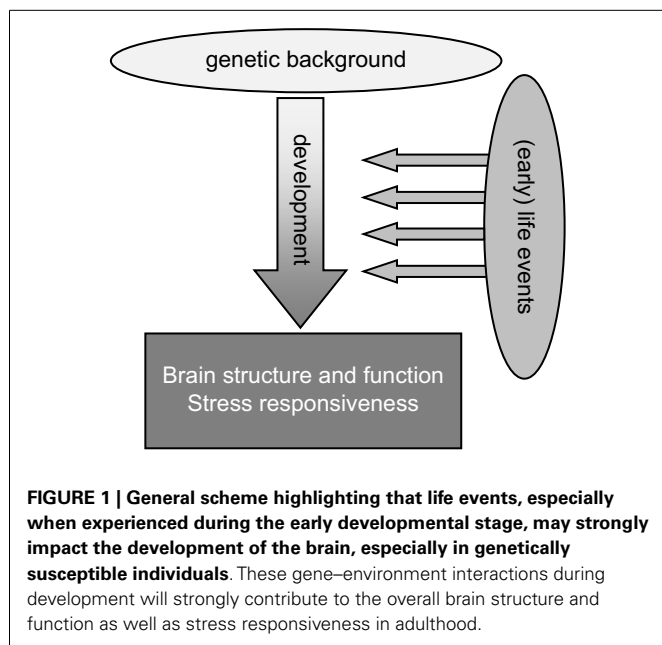 genetic background
development
(early) life events
Brain structure and function
Stress responsiveness
FIGURE 1 | General scheme highlighting that life events, especially
when experienced during the early developmental stage, may strongly
impact the development of the brain, especially in genetically
susceptible individuals. These gene–environment interactions during
development will strongly contribute to the overall brain structure and
function as well as stress responsiveness in adulthood.